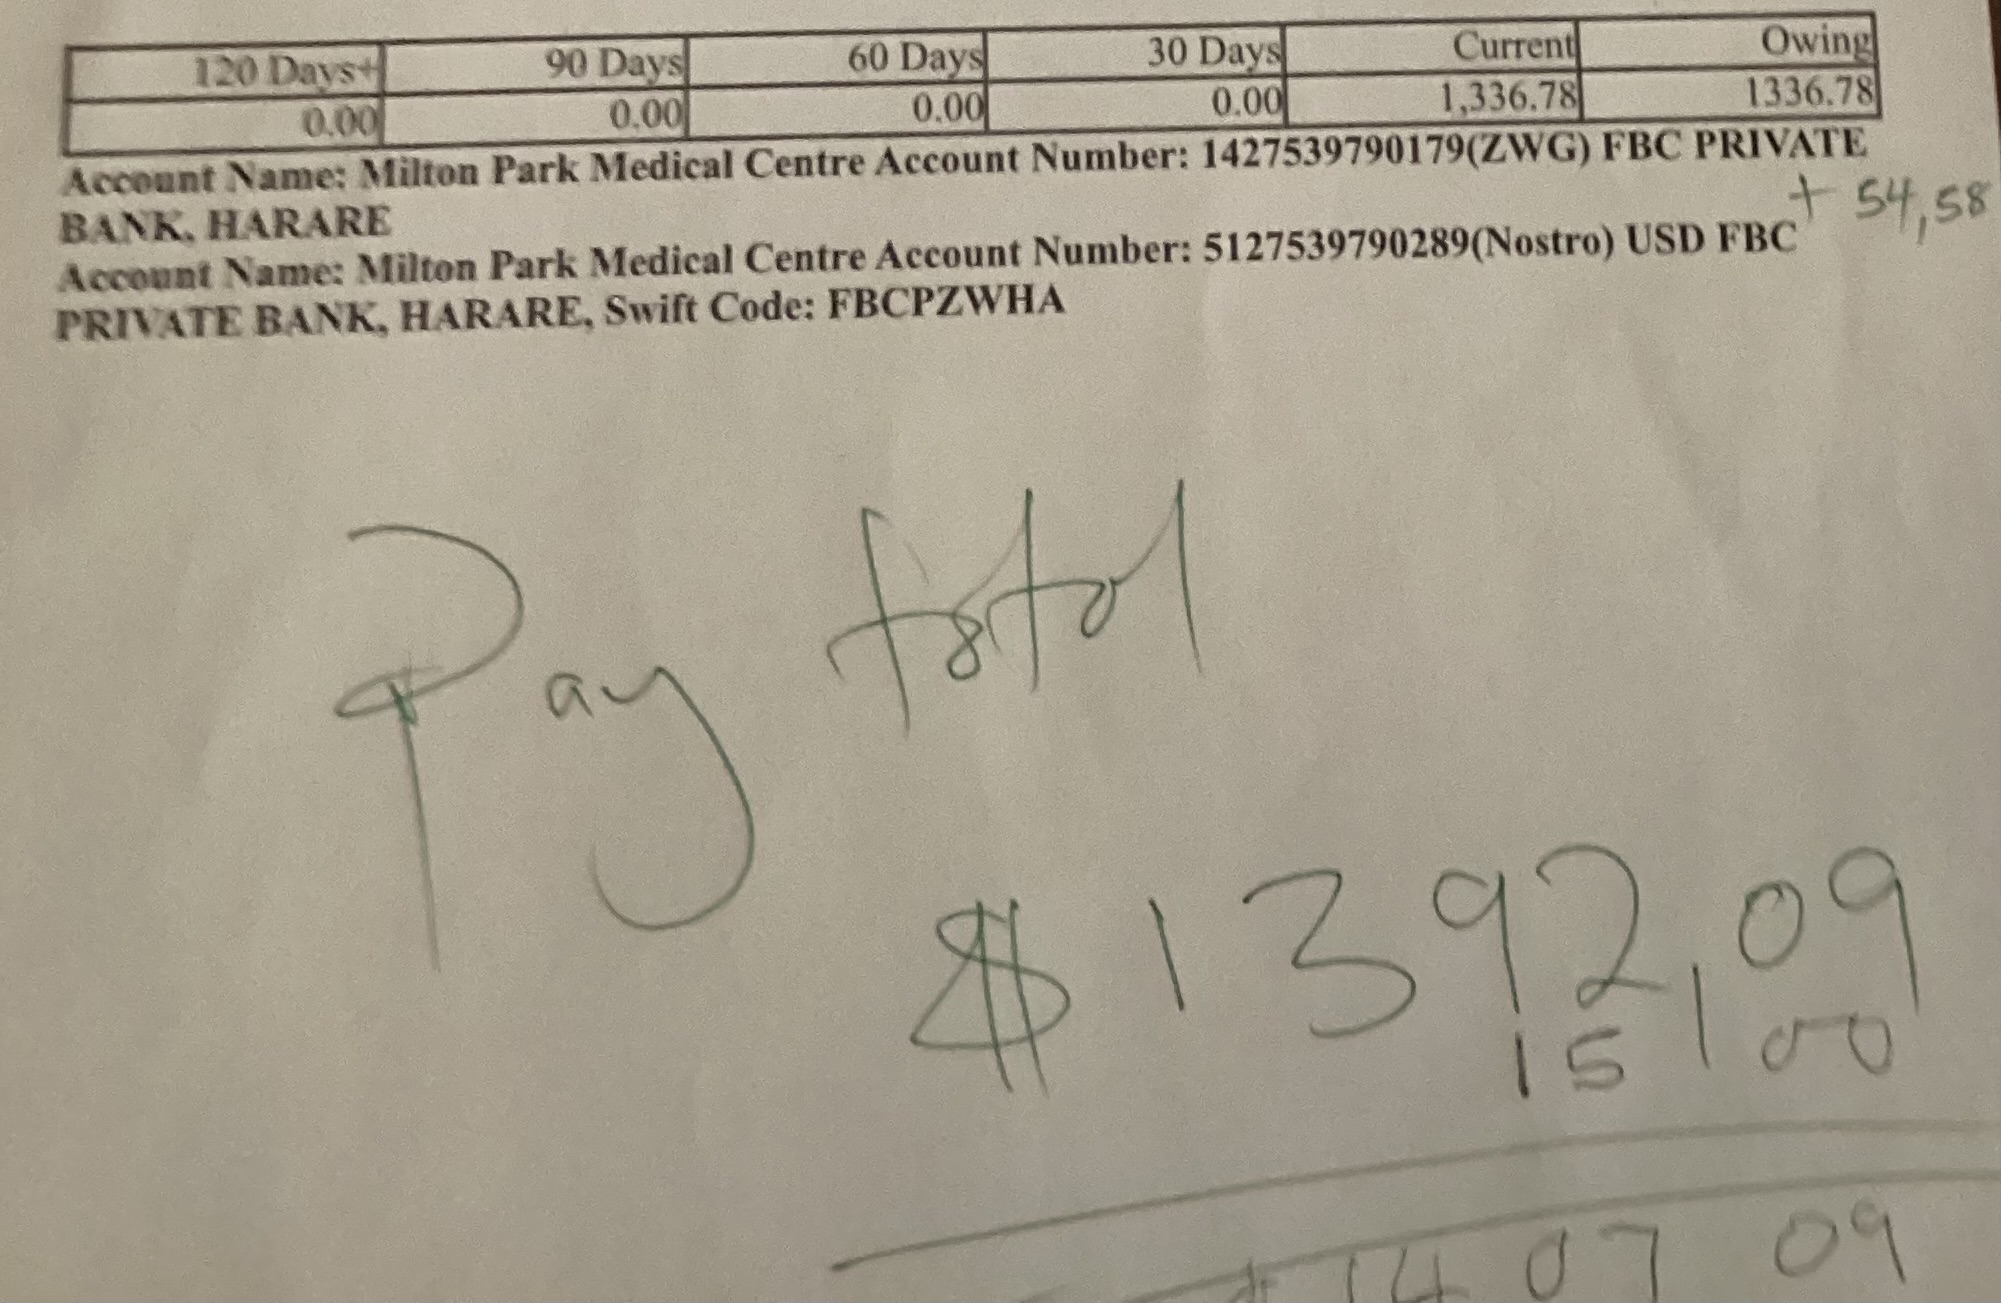 120 Days+ 90 Days 60 Days 30 Days Current Owing
0.00 0.00 0.00 0.00 1,336.78 1336.78
Account Name: Milton Park Medical Centre Account Number: 1427539790179(ZWG) FBC PRIVATE
BANK, HARARE
+ 54,58
Account Name: Milton Park Medical Centre Account Number: 5127539790289(Nostro) USD FBC
PRIVATE BANK, HARARE, Swift Code: FBCPZWHA
Pay total
$ 1392,09
15,00
1407 09